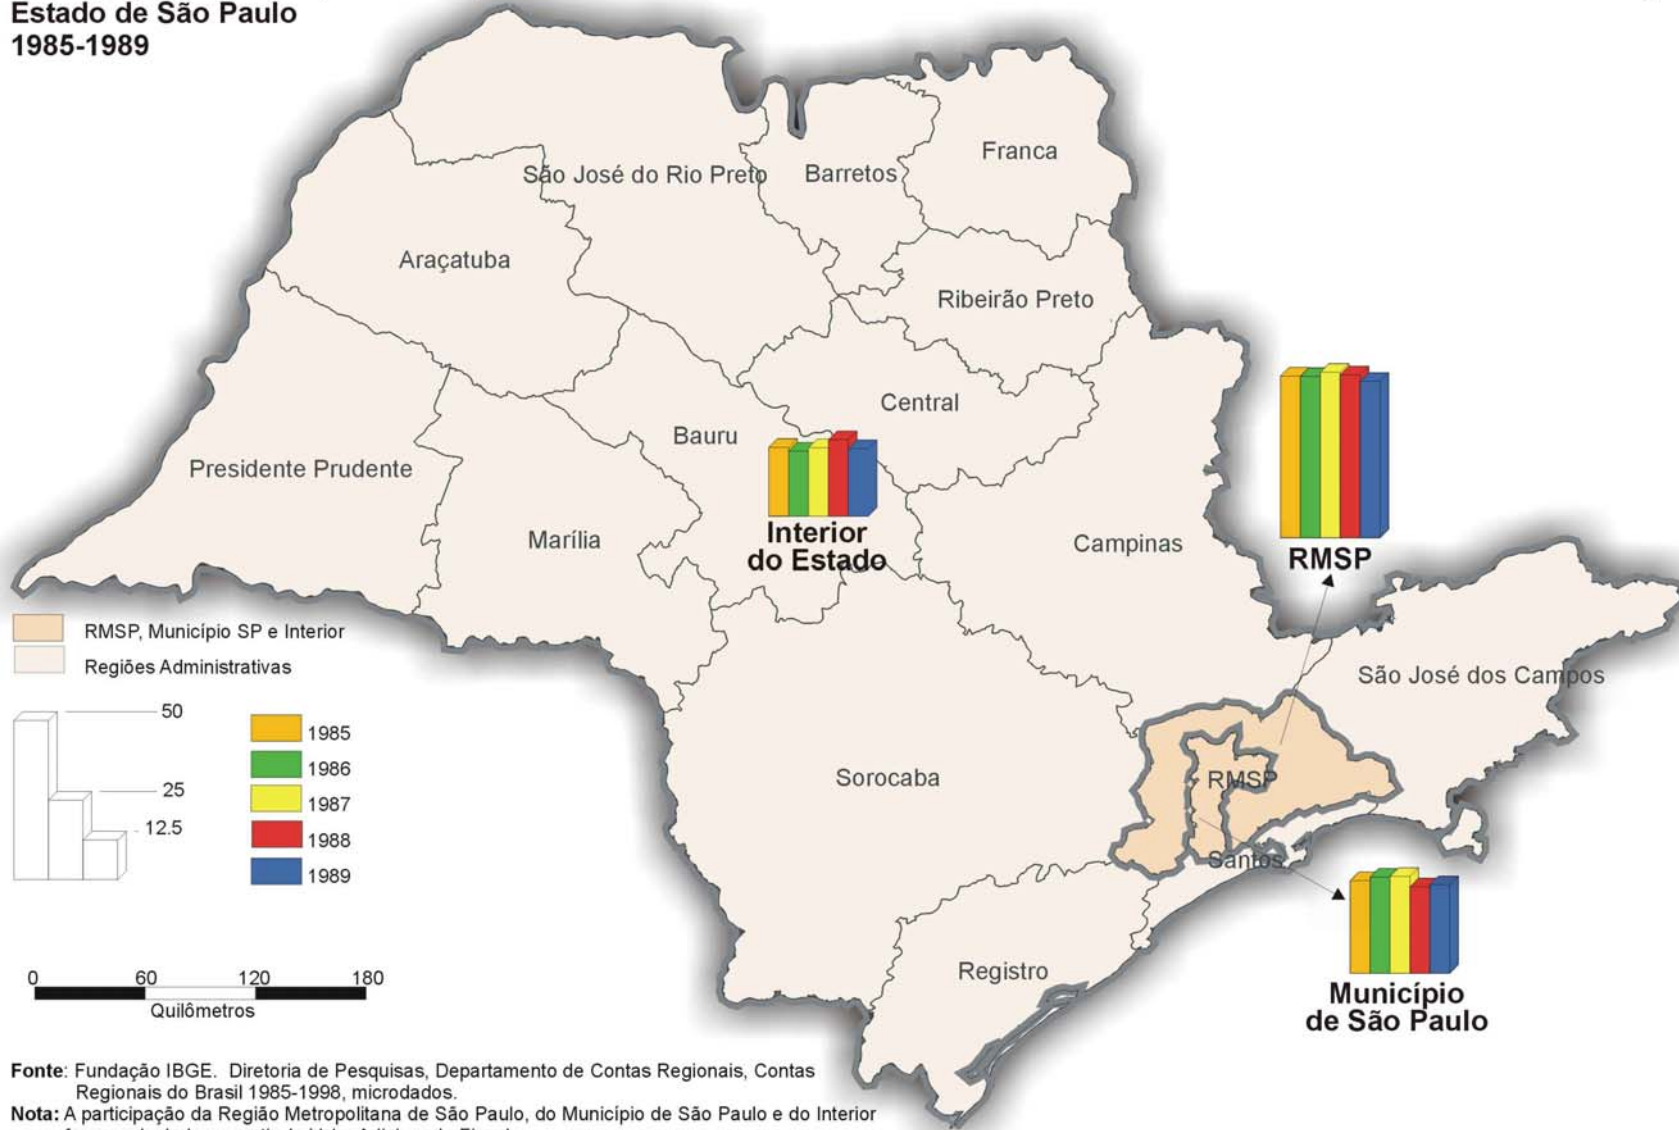 Estado de São Paulo
1985-1989
Franca
São José do Rio Preto
Barretos
Araçatuba
Ribeirão Preto
Central
Bauru
Presidente Prudente
Interior
do Estado
Marília
Campinas
RMSP
RMSP, Município SP e Interior
Regiões Administrativas
São José dos Campos
50
25
12.5
1985
1986
1987
1988
1989
Sorocaba
RMSP
Santos
Registro
Município
de São Paulo
0 60 120 180
Quilômetros
Fonte: Fundação IBGE. Diretoria de Pesquisas, Departamento de Contas Regionais, Contas
Regionais do Brasil 1985-1998, microdados.
Nota: A participação da Região Metropolitana de São Paulo, do Município de São Paulo e do Interior